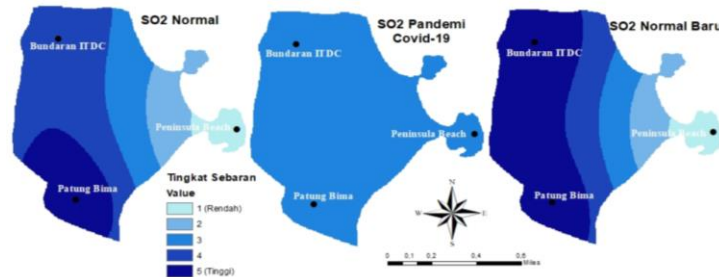 SO2 Normal
Bundaran ITDC
Peninsula Beach
Patung Bima
Tingkat Sebaran
Value
1 (Rendah)
2
3
4
5 (Tinggi)
SO2 Pandemi
Covid-19
Bundaran ITDC
Peninsula Beach
Patung Bima
N
W
E
S
0 0,1 0,2 0,4 0,6
Miles
SO2 Normal Baru
Bundaran ITDC
Peninsula Beach
Patung Bima